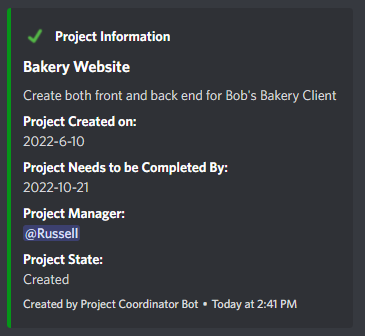 Project Information
Bakery Website
Create both front and back end for Bob's Bakery Client
Project Created on:
2022-6-10
Project Needs to be Completed By:
2022-10-21
Project Manager:
@Russell
Project State:
Created
Created by Project Coordinator Bot • Today at 2:41 PM